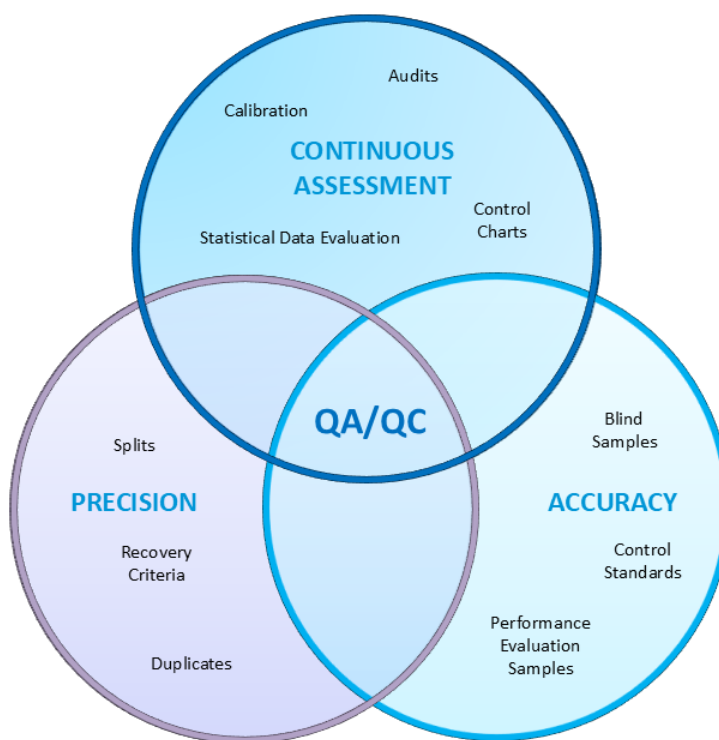 Audits
Calibration
CONTINUOUS
ASSESSMENT
Control
Charts
Statistical Data Evaluation
QA/QC
Splits
PRECISION
Recovery
Criteria
Duplicates
Blind
Samples
ACCURACY
Control
Standards
Performance
Evaluation
Samples